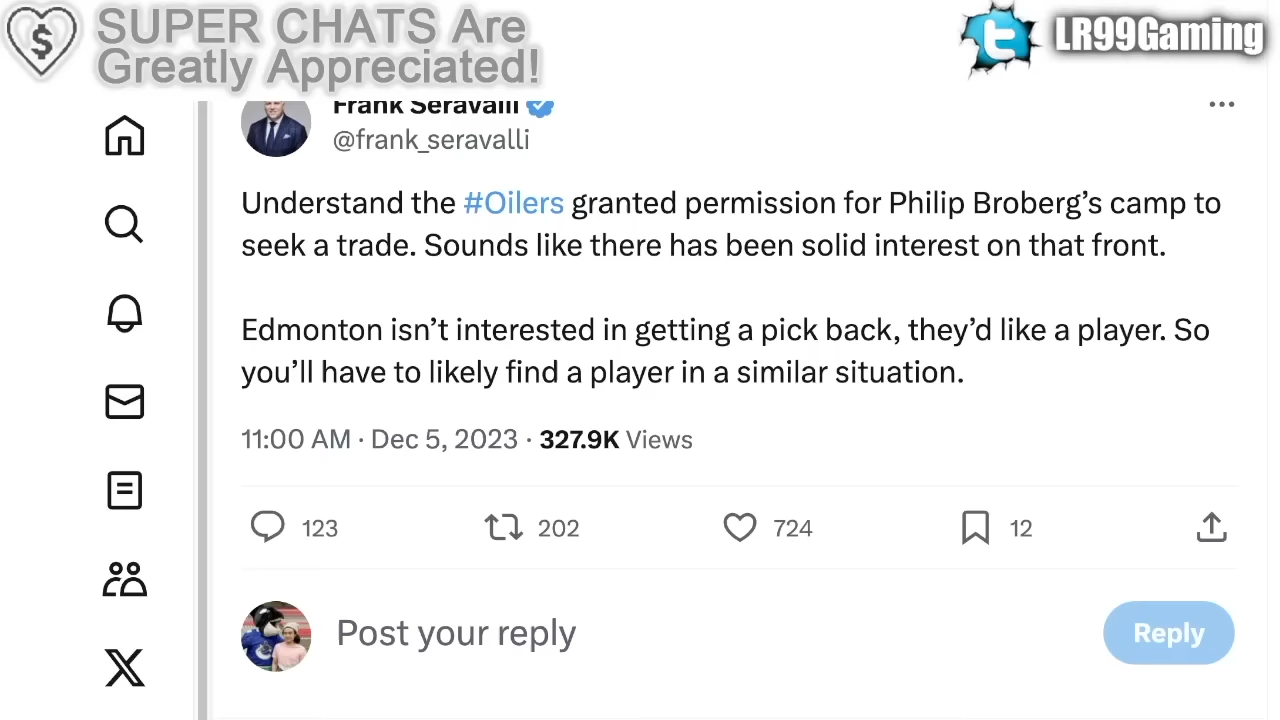 SUPER CHATS Are
Greatly Appreciated!
LR99Gaming
Frank Seravalli
@frank_seravalli
Understand the #Oilers granted permission for Philip Broberg’s camp to
seek a trade. Sounds like there has been solid interest on that front.
Edmonton isn’t interested in getting a pick back, they’d like a player. So
you’ll have to likely find a player in a similar situation.
11:00 AM · Dec 5, 2023 · 327.9K Views
123 202 724 12
Post your reply
Reply